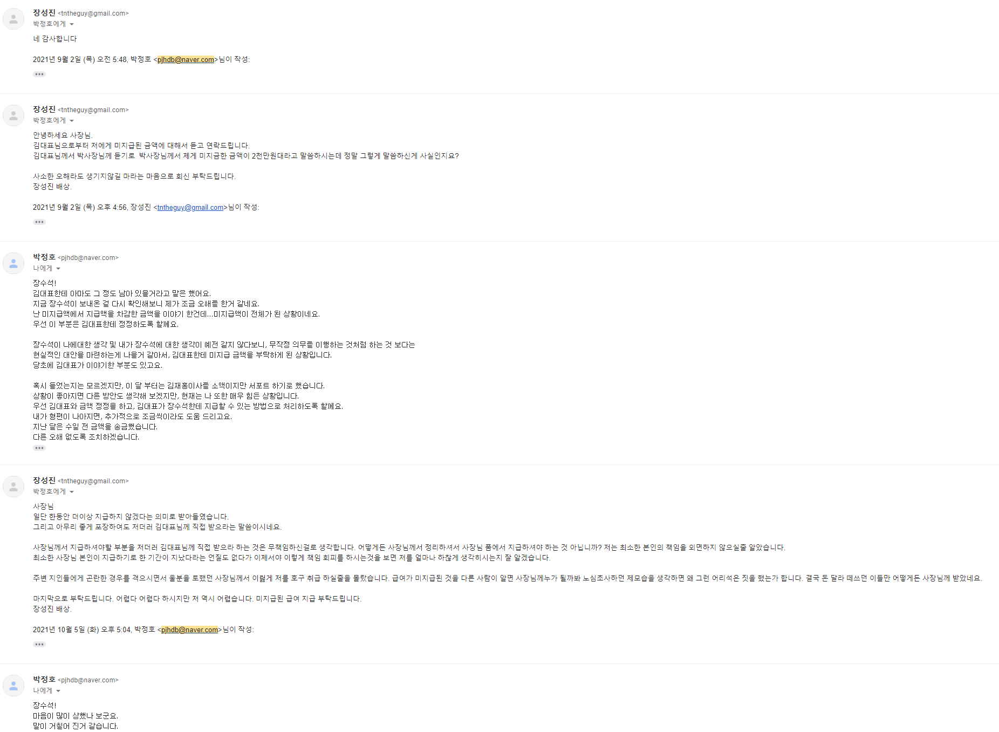 장성진 <tntheguy@gmail.com>
박정호에게
네 감사합니다
2021년 9월 2일 (목) 오전 5:48, 박정호 <pjhdb@naver.com>님이 작성:
장성진 <tntheguy@gmail.com>
박정호에게
안녕하세요 사장님.
김대표님으로부터 저에게 미지급된 금액에 대해서 듣고 연락드립니다.
김대표님께서 박사장님께 듣기로  박사장님께서 제게 미지금한 금액이 2천만원대라고 말씀하시는데 정말 그렇게 말씀하신게 사실인지요?
사소한 오해라도 생기지않길 마라는 마음으로 회신 부탁드립니다.
장성진 배상.
2021년 9월 2일 (목) 오후 4:56, 장성진 <tntheguy@gmail.com>님이 작성:
박정호 <pjhdb@naver.com>
나에게
장수석!
김대표한테 아마도 그 정도 남아 있을거라고 말은 했어요.
지금 장수석이 보내온 걸 다시 확인해보니 제가 조금 오해를 한거 같네요.
난 미지급액에서 지급액을 차감한 금액을 이야기 한건데...미지급액이 전체가 된 상황이네요.
우선 이 부분은 김대표한테 정정하도록 할께요.
장수석이 나에대한 생각 및 내가 장수석에 대한 생각이 예전 같지 않다보니, 무작정 의무를 이행하는 것처럼 하는 것 보다는
현실적인 대안을 마련하는게 나을거 같아서, 김대표한테 미지급 금액을 부탁하게 된 상황입니다.
당초에 김대표가 이야기한 부분도 있고요.
혹시 들었는지는 모르겠지만, 이 달 부터는 김재홍이사를 소액이지만 서포트 하기로 했습니다.
상황이 좋아지면 다른 방안도 생각해 보겠지만, 현재는 나 또한 매우 힘든 상황입니다.
우선 김대표와 금액 정정을 하고, 김대표가 장수석한테 지급할 수 있는 방법으로 처리하도록 할께요.
내가 형편이 나아지면, 추가적으로 조금씩이라도 도움 드리고요.
지난 달은 수일 전 금액을 송금했습니다.
다른 오해 없도록 조치하겠습니다.
장성진 <tntheguy@gmail.com>
박정호에게
사장님
일단 한동안 더이상 지급하지 않겠다는 의미로 받아들였습니다.
그리고 아무리 좋게 포장하여도 저더러 김대표님께 직접 받으라는 말씀이시네요.
사장님께서 지급하셔야할 부분을 저더러 김대표님께 직접 받으라 하는 것은 무책임하신걸로 생각합니다. 어떻게든 사장님께서 정리하셔서 사장님 품에서 지급하셔야 하는 것 아닙니까? 저는 최소한 본인의 책임을 외면하지 않으실줄 알았습니다.
최소한 사장님 본인이 지급하기로 한 기간이 지났다라는 언질도 없다가 이제서야 이렇게 책임 회피를 하시는것을 보면 저를 얼마나 하찮게 생각히시는지 잘 알겠습니다.
주변 지인들에게 곤란한 경우를 격으시면서 울분을 토했던 사장님께서 이럻게 저를 호구 취급 하실줄을 몰랐습니다. 급여가 미지급된 것을 다른 사람이 알면 사장님께누가 될까봐 노심초사하던 제모습을 생각하면 왜 그런 어리석은 짓을 했는가 합니다. 결국 돈 달라 떼쓰던 이들만 어떻게든 사장님께 받았네요.
마지막으로 부탁드립니다. 어렵다 어렵다 하시지만 저 역시 어렵습니다. 미지급된 급여 지급 부탁드립니다.
장성진 배상.
2021년 10월 5일 (화) 오후 5:04, 박정호 <pjhdb@naver.com>님이 작성:
박정호 <pjhdb@naver.com>
나에게
장수석!
마음이 많이 상했나 보군요.
말이 거칠어 진거 같습니다.